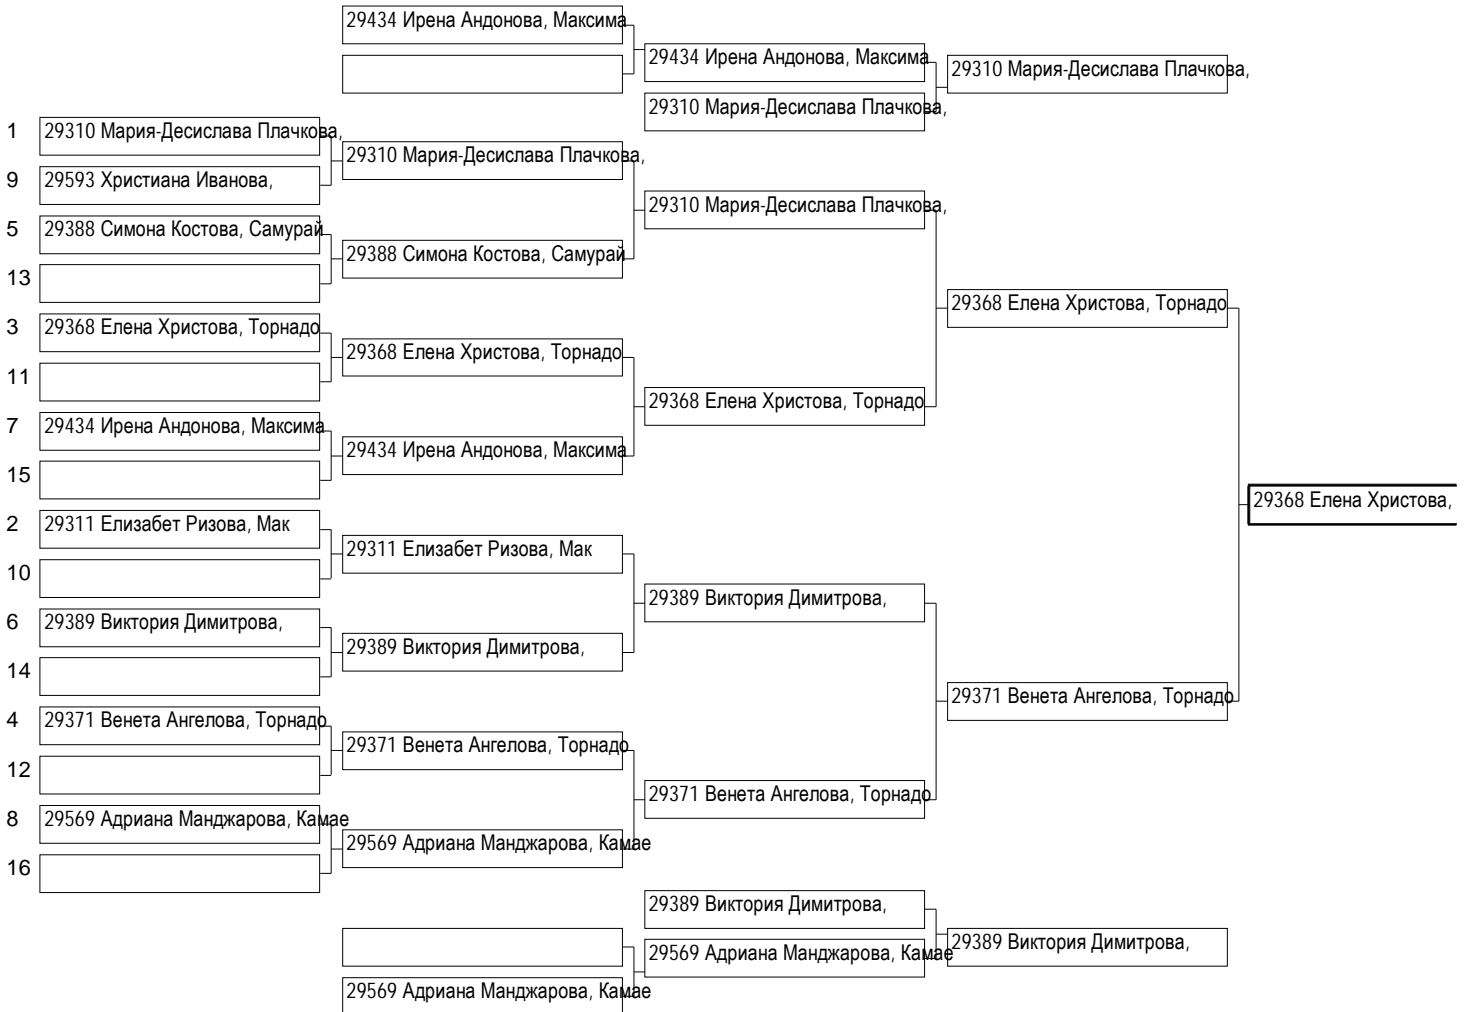 29434 Ирена Андонова, Максима
29434 Ирена Андонова, Максима
29310 Мария-Десислава Плачкова,
29310 Мария-Десислава Плачкова,
1 29310 Мария-Десислава Плачкова,
29310 Мария-Десислава Плачкова,
9 29593 Христиана Иванова,
29310 Мария-Десислава Плачкова,
5 29388 Симона Костова, Самурай
29388 Симона Костова, Самурай
13
29368 Елена Христова, Торнадо
3 29368 Елена Христова, Торнадо
29368 Елена Христова, Торнадо
11
29368 Елена Христова, Торнадо
7 29434 Ирена Андонова, Максима
29434 Ирена Андонова, Максима
15
29368 Елена Христова,
2 29311 Елизабет Ризова, Мак
29311 Елизабет Ризова, Мак
10
29389 Виктория Димитрова,
6 29389 Виктория Димитрова,
29389 Виктория Димитрова,
14
29371 Венета Ангелова, Торнадо
4 29371 Венета Ангелова, Торнадо
29371 Венета Ангелова, Торнадо
12
29371 Венета Ангелова, Торнадо
8 29569 Адриана Манджарова, Камае
29569 Адриана Манджарова, Камае
16
29389 Виктория Димитрова,
29389 Виктория Димитрова,
29569 Адриана Манджарова, Камае
29569 Адриана Манджарова, Камае